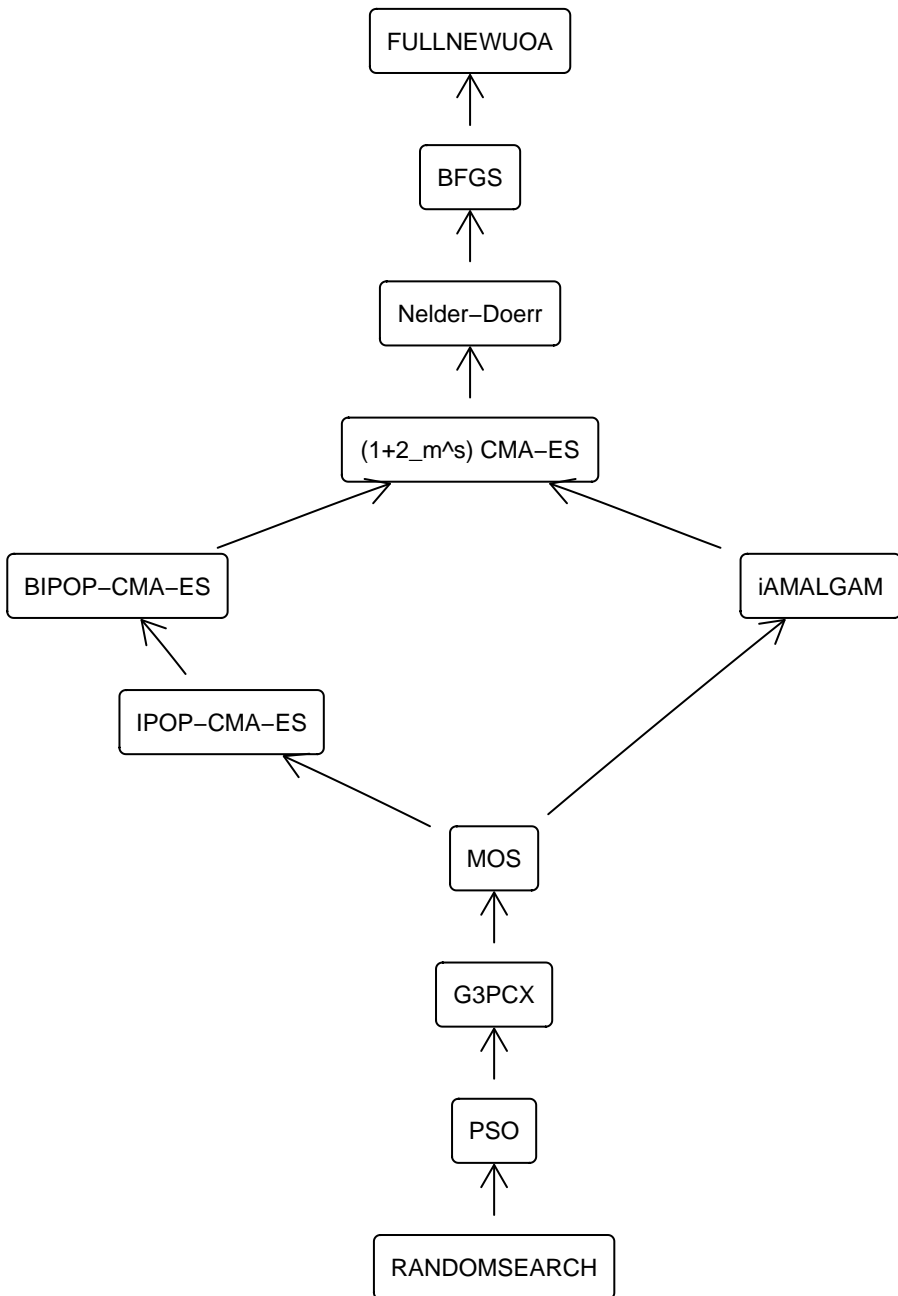 FULLNEWUOA
BFGS
Nelder−Doerr
(1+2_m^s) CMA−ES
BIPOP−CMA−ES
iAMALGAM
IPOP−CMA−ES
MOS
G3PCX
PSO
RANDOMSEARCH